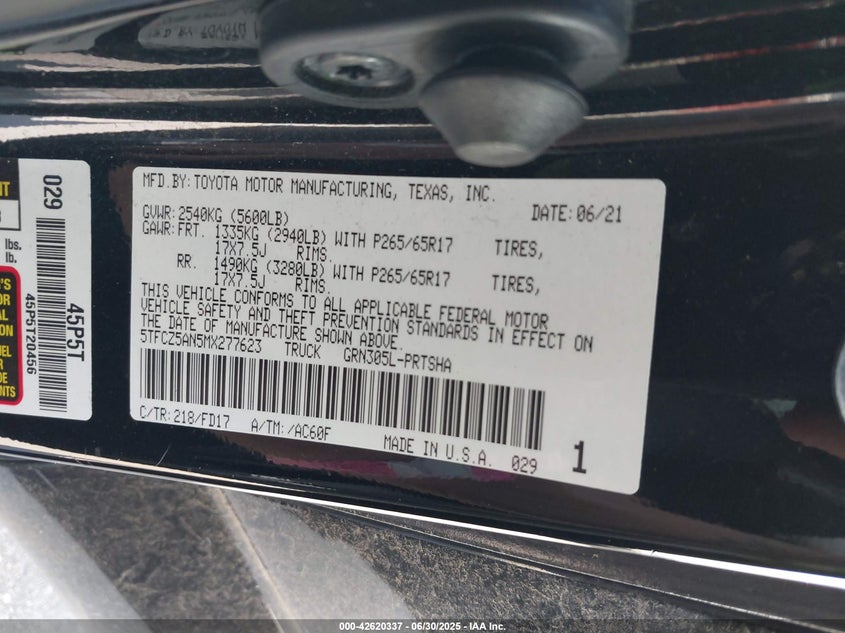 029
45P5T
45P5T20456
lbs.
lb.
MFD.BY: TOYOTA MOTOR MANUFACTURING, TEXAS, INC.
GVWR: 2540KG (5600LB) DATE: 06/21
GAWR: FRT. 1335KG (2940LB) WITH P265/65R17 TIRES,
17X7.5J RIMS.
RR. 1490KG (3280LB) WITH P265/65R17 TIRES,
17X7.5J RIMS.
THIS VEHICLE CONFORMS TO ALL APPLICABLE FEDERAL MOTOR
VEHICLE SAFETY AND THEFT PREVENTION STANDARDS IN EFFECT ON
THE DATE OF MANUFACTURE SHOWN ABOVE.
5TFCZ5AN5MX277623 TRUCK GRN305L-PRTSHA
C/TR: 218/FD17 A/TM: /AC60F MADE IN U.S.A. 029 1
000-42620337 - 06/30/2025 - IAA Inc.